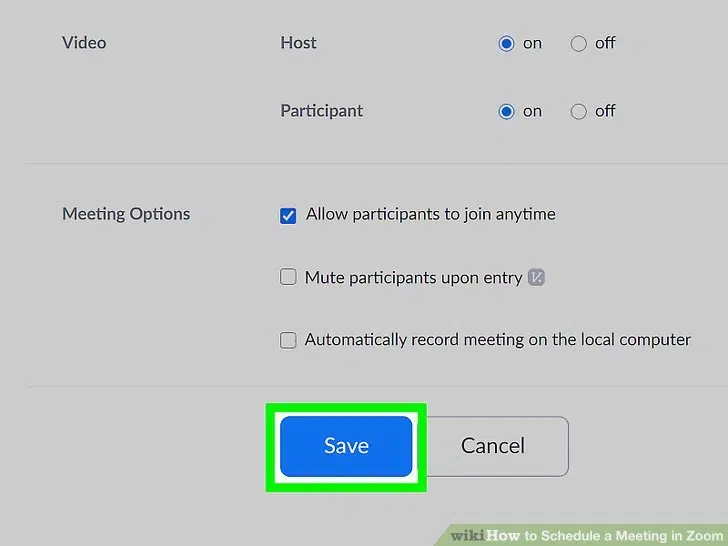 Video Host on off
Participant on off
Meeting Options Allow participants to join anytime
Mute participants upon entry
Automatically record meeting on the local computer
Save Cancel
wikiHow to Schedule a Meeting in Zoom